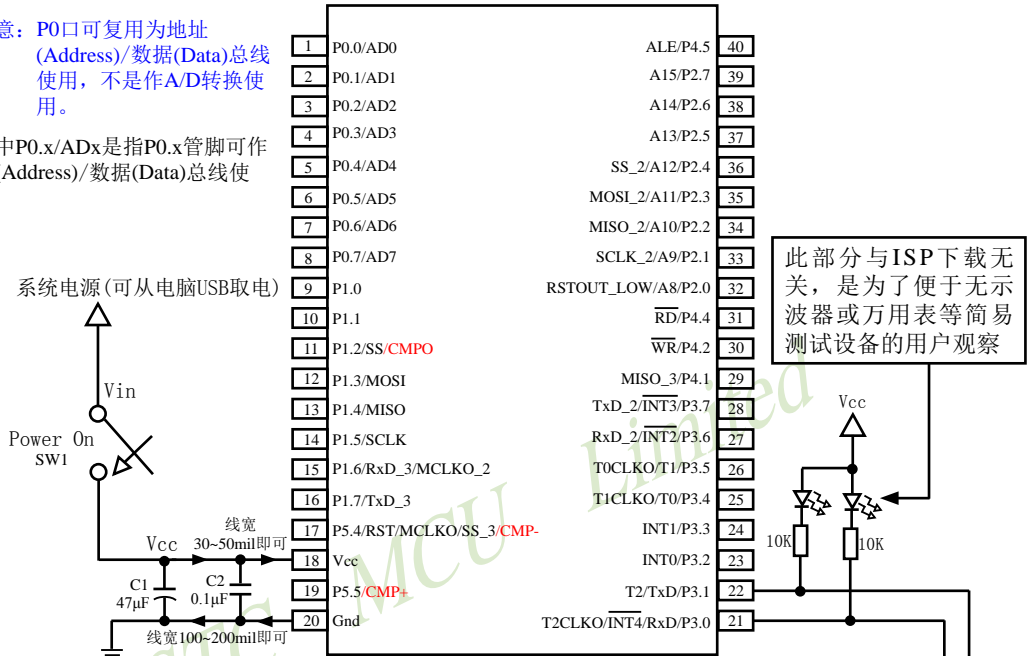 意：P0口可复用为地址
(Address)/数据(Data)总线
使用，不是作A/D转换使
用。
中P0.x/ADx是指P0.x管脚可作
(Address)/数据(Data)总线使
系统电源(可从电脑USB取电)
Vin
Power On
SW1
Vcc
线宽
30~50mil即可
C1
47μF
C2
0.1μF
线宽100~200mil即可
1 P0.0/AD0
2 P0.1/AD1
3 P0.2/AD2
4 P0.3/AD3
5 P0.4/AD4
6 P0.5/AD5
7 P0.6/AD6
8 P0.7/AD7
9 P1.0
10 P1.1
11 P1.2/SS/CMPO
12 P1.3/MOSI
13 P1.4/MISO
14 P1.5/SCLK
15 P1.6/RxD_3/MCLKO_2
16 P1.7/TxD_3
17 P5.4/RST/MCLKO/SS_3/CMP-
18 Vcc
19 P5.5/CMP+
20 Gnd
ALE/P4.5 40
A15/P2.7 39
A14/P2.6 38
A13/P2.5 37
SS_2/A12/P2.4 36
MOSI_2/A11/P2.3 35
MISO_2/A10/P2.2 34
SCLK_2/A9/P2.1 33
RSTOUT_LOW/A8/P2.0 32
RD/P4.4 31
WR/P4.2 30
MISO_3/P4.1 29
TxD_2/INT3/P3.7 28
RxD_2/INT2/P3.6 27
T0CLKO/T1/P3.5 26
T1CLKO/T0/P3.4 25
INT1/P3.3 24
INT0/P3.2 23
T2/TxD/P3.1 22
T2CLKO/INT4/RxD/P3.0 21
此部分与ISP下载无
关，是为了便于无示
波器或万用表等简易
测试设备的用户观察
Vcc
10K
10K
STC MCU Limited